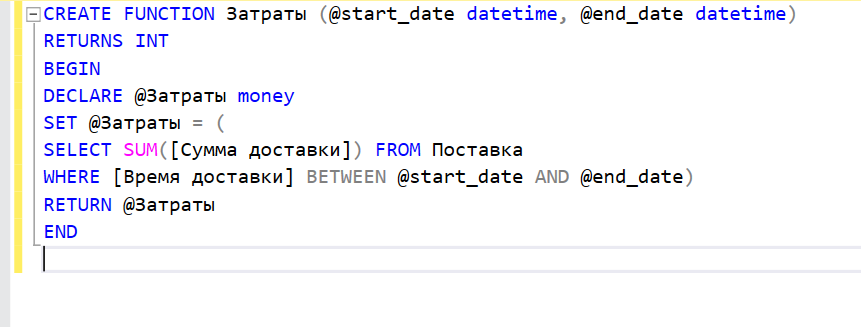 CREATE FUNCTION Затраты (@start_date datetime, @end_date datetime)
RETURNS INT
BEGIN
DECLARE @Затраты money
SET @Затраты = (
SELECT SUM([Сумма доставки]) FROM Поставка
WHERE [Время доставки] BETWEEN @start_date AND @end_date)
RETURN @Затраты
END